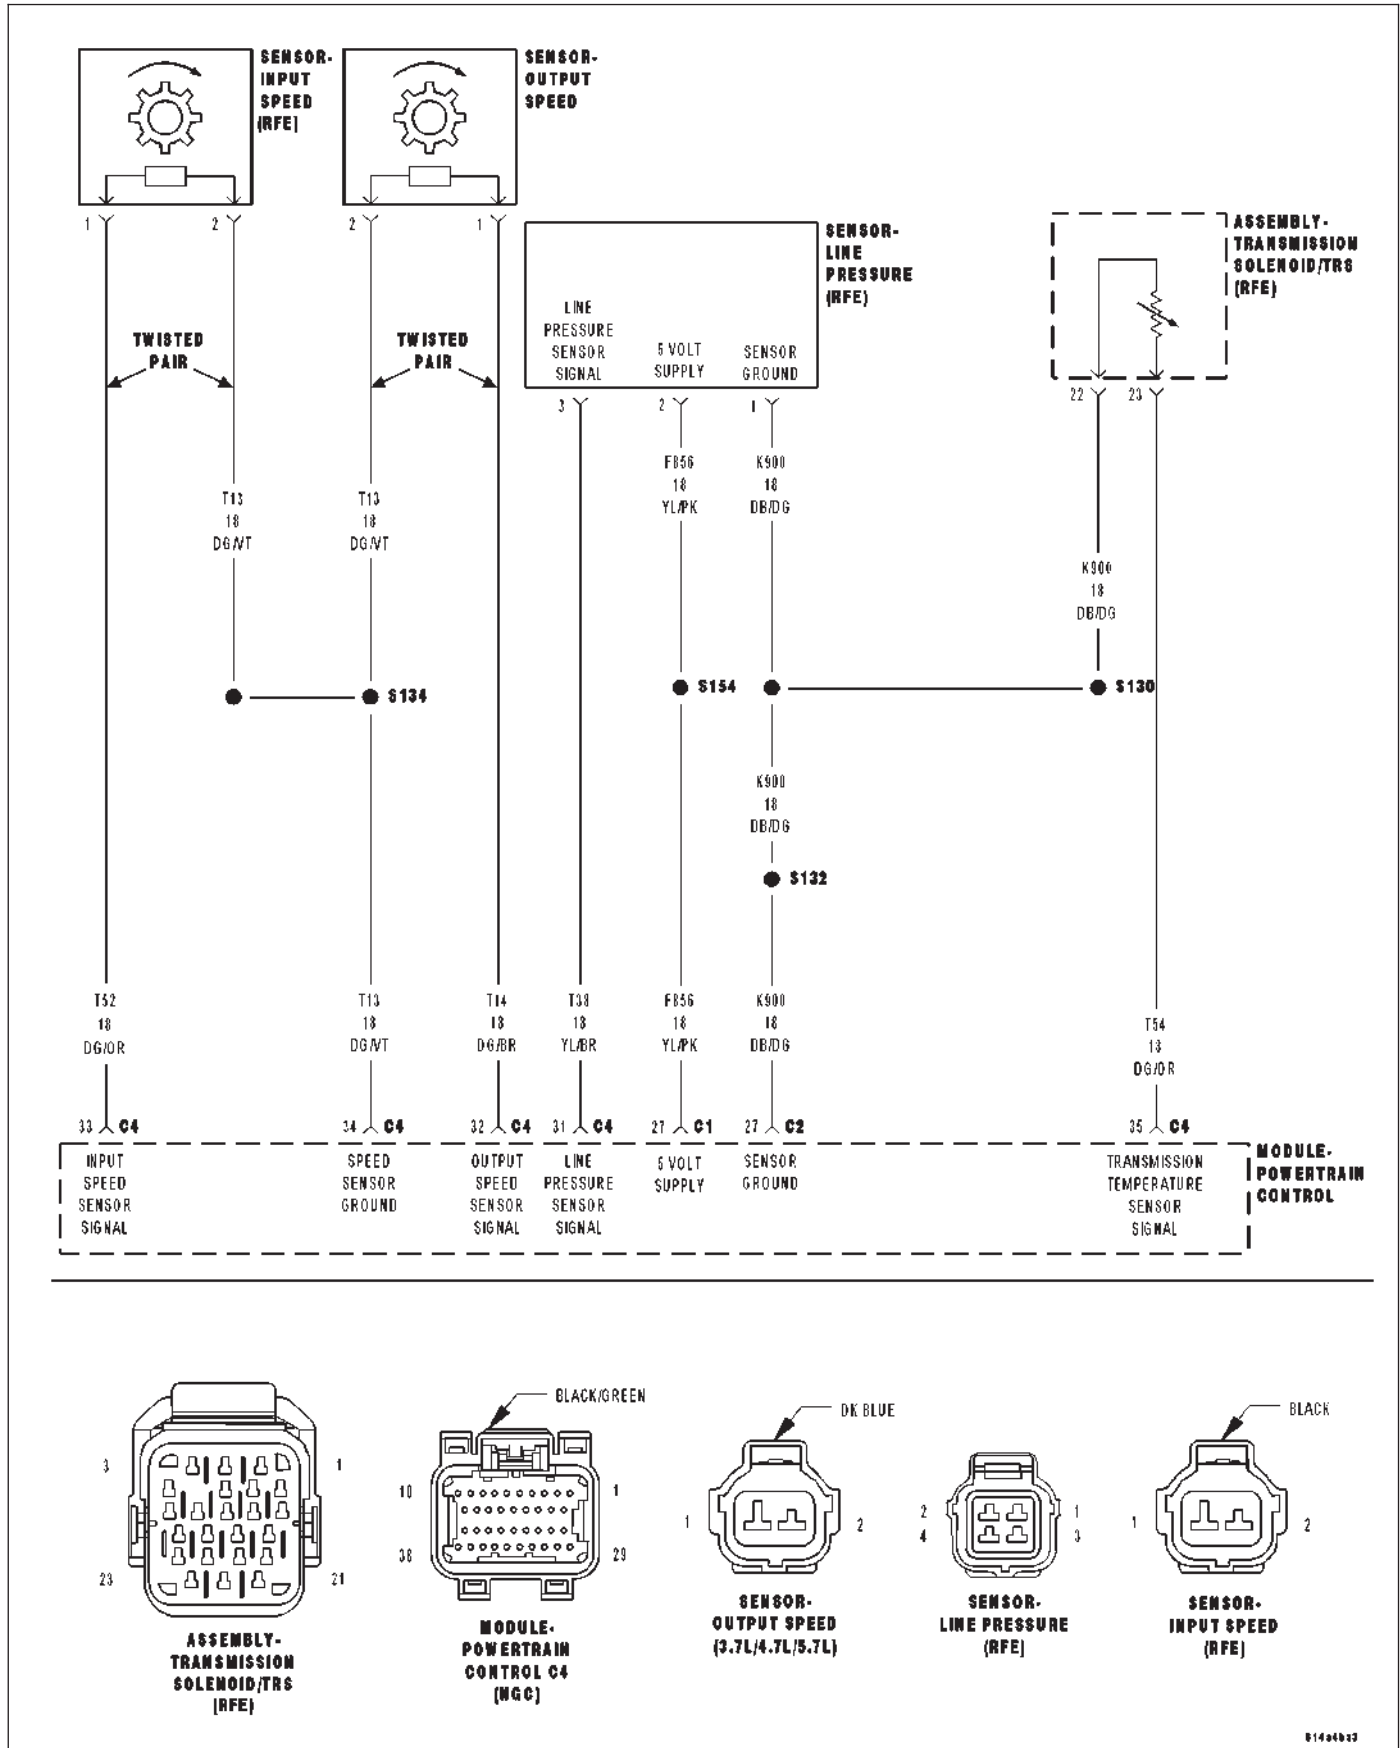 SENSOR-
INPUT
SPEED
(RFE)
SENSOR-
OUTPUT
SPEED
1
2
2
1
SENSOR-
LINE
PRESSURE
(RFE)
LINE
PRESSURE
SENSOR
SIGNAL
5 VOLT
SUPPLY
SENSOR
GROUND
ASSEMBLY-
TRANSMISSION
SOLENOID/TRS
(RFE)
TWISTED
PAIR
TWISTED
PAIR
3
2
1
22
23
T13
18
DG/VT
T13
18
DG/VT
F856
18
YL/PK
K900
18
DB/DG
K900
18
DB/DG
S134
S154
S130
K900
18
DB/DG
S132
T52
18
DG/OR
T13
18
DG/VT
T14
18
DG/BR
T38
18
YL/BR
F856
18
YL/PK
K900
18
DB/DG
T54
18
DG/OR
33 C4
34 C4
32 C4
31 C4
27 C1
27 C2
35 C4
INPUT
SPEED
SENSOR
SIGNAL
SPEED
SENSOR
GROUND
OUTPUT
SPEED
SENSOR
SIGNAL
LINE
PRESSURE
SENSOR
SIGNAL
5 VOLT
SUPPLY
SENSOR
GROUND
TRANSMISSION
TEMPERATURE
SENSOR
SIGNAL
MODULE-
POWERTRAIN
CONTROL
3
1
23
21
ASSEMBLY-
TRANSMISSION
SOLENOID/TRS
(RFE)
BLACK/GREEN
10
1
38
29
MODULE-
POWERTRAIN
CONTROL C4
(NGC)
DK BLUE
1
2
SENSOR-
OUTPUT SPEED
(3.7L/4.7L/5.7L)
2
1
4
3
SENSOR-
LINE PRESSURE
(RFE)
BLACK
1
2
SENSOR-
INPUT SPEED
(RFE)